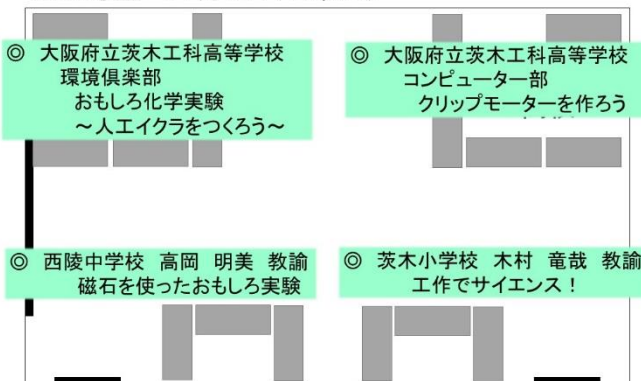 ◎ 大阪府立茨木工科高等学校
環境倶楽部
おもしろ化学実験
～人工イクラをつくろう～
◎ 大阪府立茨木工科高等学校
コンピューター部
クリップモーターを作ろう
◎ 西陵中学校 高岡 明美 教諭
磁石を使ったおもしろ実験
◎ 茨木小学校 木村 竜哉 教諭
工作でサイエンス！